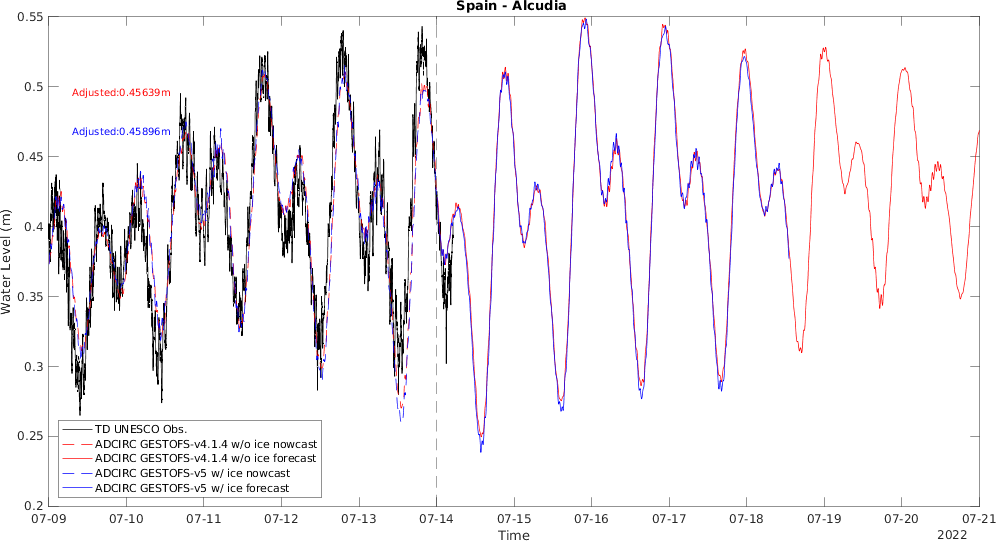 Spain - Alcudia
0.55
0.5
0.45
0.4
0.35
0.3
0.25
0.2
Water Level (m)
Adjusted:0.45639m
Adjusted:0.45896m
TD UNESCO Obs.
ADCIRC GESTOFS-v4.1.4 w/o ice nowcast
ADCIRC GESTOFS-v4.1.4 w/o ice forecast
ADCIRC GESTOFS-v5 w/ ice nowcast
ADCIRC GESTOFS-v5 w/ ice forecast
07-09 07-10 07-11 07-12 07-13 07-14 07-15 07-16 07-17 07-18 07-19 07-20 07-21
Time
2022